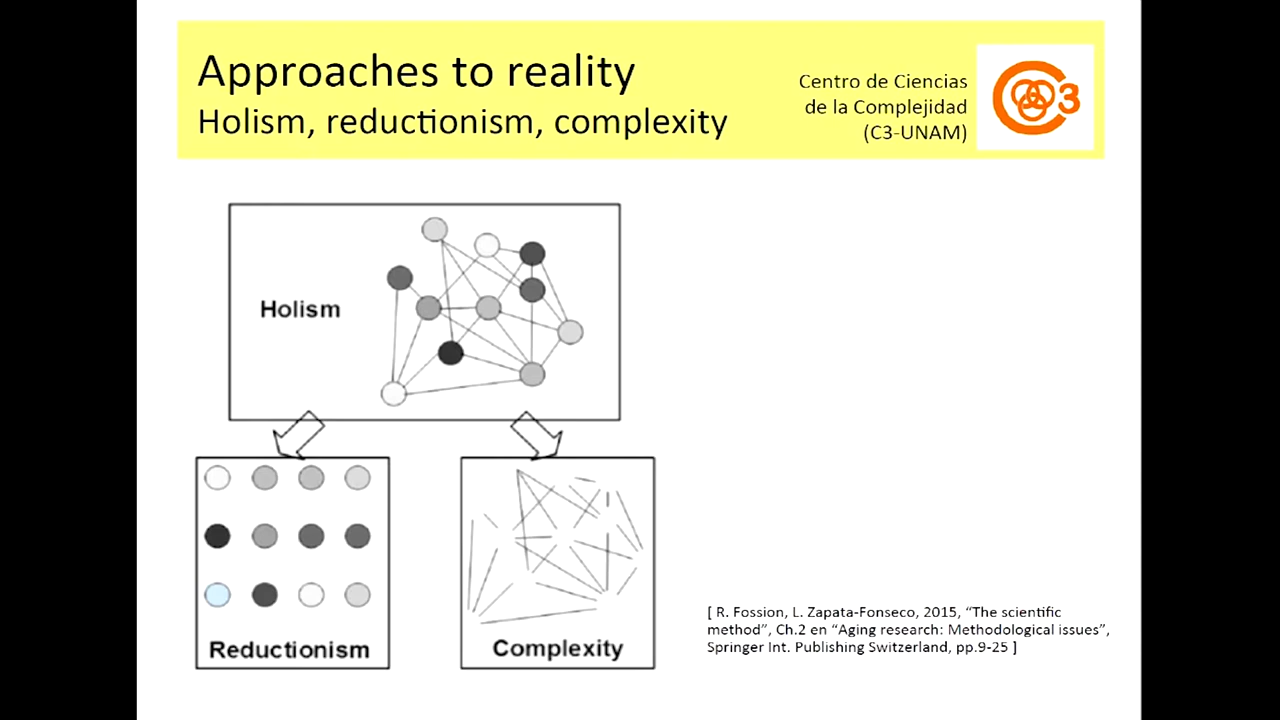 Approaches to reality
Holism, reductionism, complexity
Centro de Ciencias
de la Complejidad
(C3-UNAM)
3
Holism
Reductionism
Complexity
[ R. Fossion, L. Zapata-Fonseco, 2015, “The scientific
method”, Ch.2 en “Aging research: Methodological issues”,
Springer Int. Publishing Switzerland, pp.9-25 ]